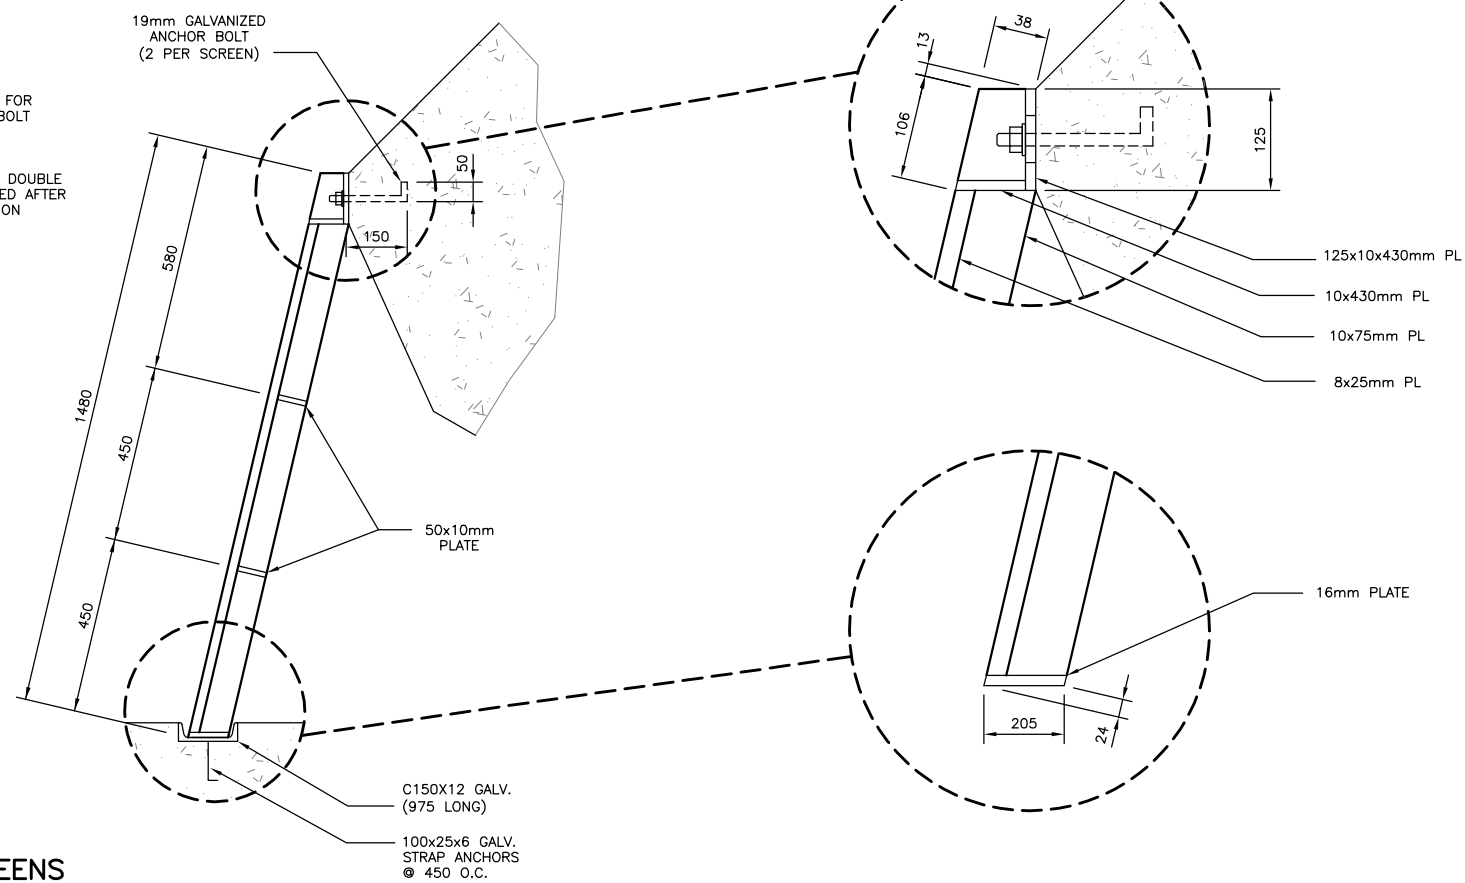 19mm GALVANIZED
ANCHOR BOLT
(2 PER SCREEN)
FOR
BOLT
DOUBLE
ED AFTER
ON
50
150
580
1480
450
450
50x10mm
PLATE
C150X12 GALV.
(975 LONG)
100x25x6 GALV.
STRAP ANCHORS
@ 450 O.C.
EENS
38
13
106
125
125x10x430mm PL
10x430mm PL
10x75mm PL
8x25mm PL
16mm PLATE
205
24